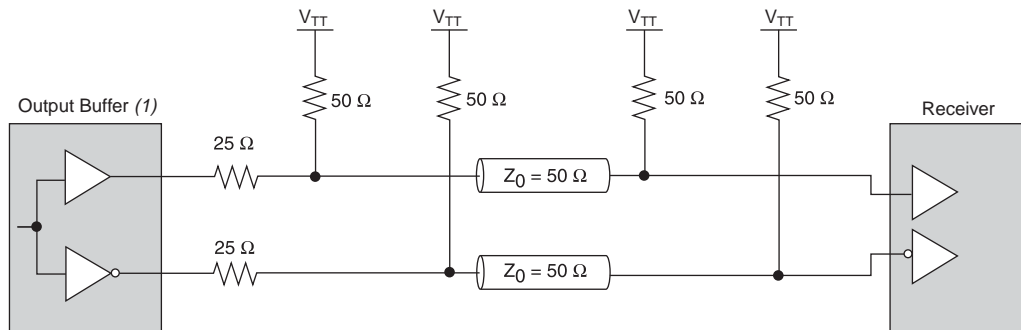 V_TT V_TT V_TT V_TT
50 Ω 50 Ω 50 Ω 50 Ω
Output Buffer (1)
Receiver
25 Ω
Z_0 = 50 Ω
25 Ω
Z_0 = 50 Ω